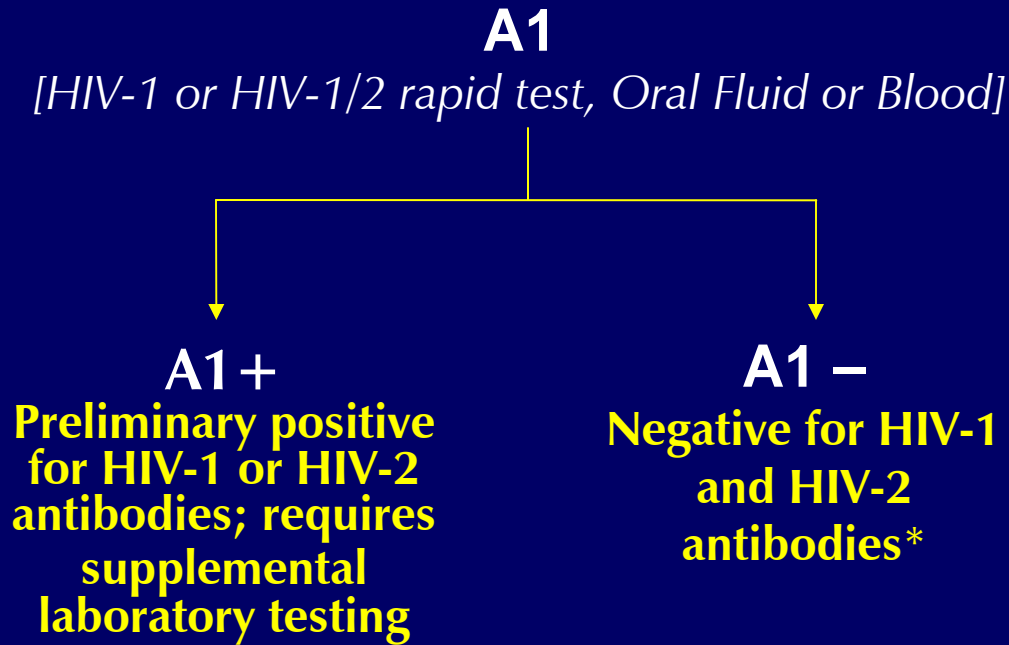 A1
[HIV-1 or HIV-1/2 rapid test, Oral Fluid or Blood]
A1 +
Preliminary positive
for HIV-1 or HIV-2
antibodies; requires
supplemental
laboratory testing
A1 –
Negative for HIV-1
and HIV-2
antibodies*